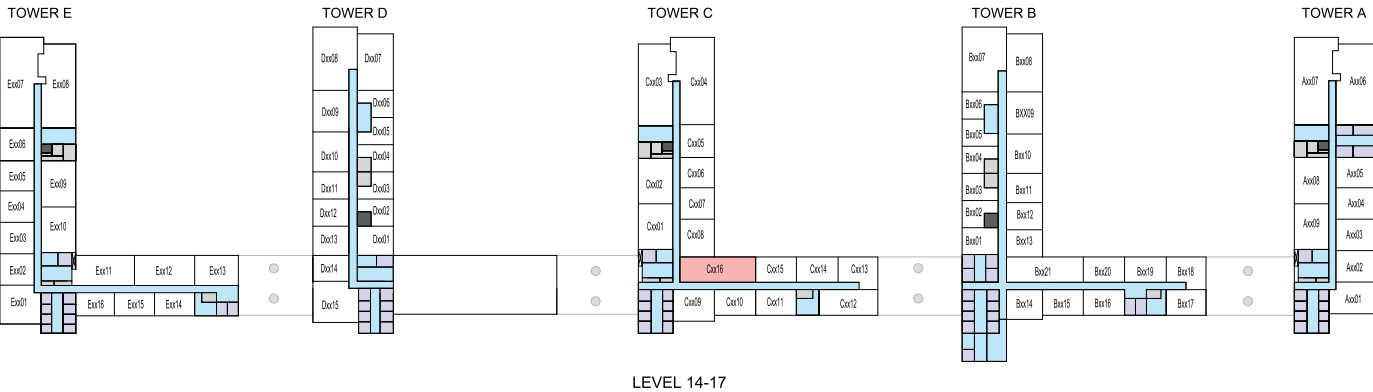 TOWER E
TOWER D
TOWER C
TOWER B
TOWER A
Exx07
Exx08
Exx06
Exx05
Exx09
Exx04
Exx10
Exx03
Exx02
Exx11
Exx12
Exx13
Exx01
Exx16
Exx15
Exx14
Dxx08
Dxx07
Dxx09
Dxx06
Dxx05
Dxx10
Dxx04
Dxx11
Dxx03
Dxx12
Dxx02
Dxx13
Dxx01
Dxx14
Dxx15
Cxx03
Cxx04
Cxx05
Cxx02
Cxx06
Cxx07
Cxx01
Cxx08
Cxx16
Cxx15
Cxx14
Cxx13
Cxx09
Cxx10
Cxx11
Cxx12
Bxx07
Bxx08
Bxx06
BXX09
Bxx05
Bxx04
Bxx10
Bxx03
Bxx11
Bxx02
Bxx12
Bxx01
Bxx13
Bxx21
Bxx20
Bxx19
Bxx18
Bxx14
Bxx15
Bxx16
Bxx17
Axx07
Axx06
Axx08
Axx05
Axx04
Axx09
Axx03
Axx02
Axx01
LEVEL 14-17